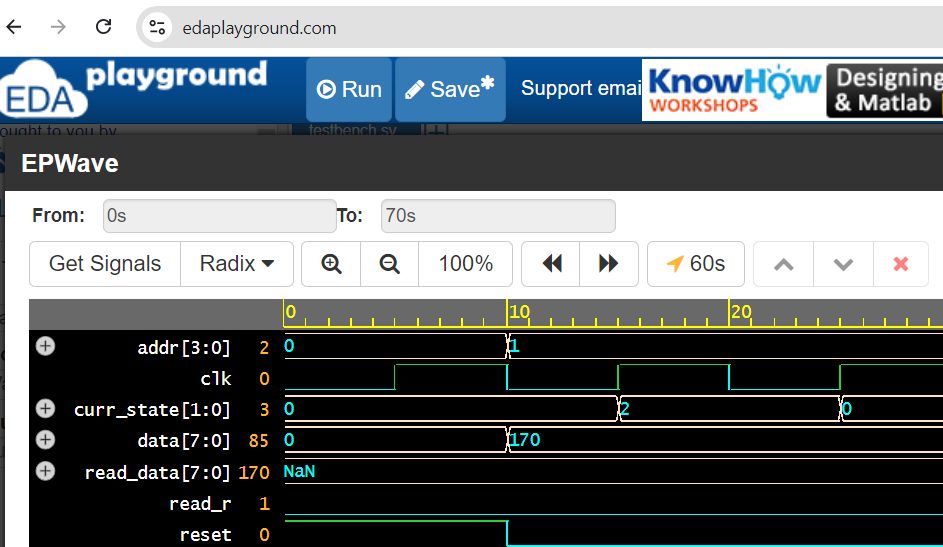 edaplayground.com
EDA playground
Run
Save*
Support emai
KnowHow
WORKSHOPS
Designing
& Matlab
ought to you by
testbench.sv
EPWave
From: 0s To: 70s
Get Signals Radix 100% 60s
0 10 20
addr[3:0] 2 0 1
clk 0
curr_state[1:0] 3 0 2 0
data[7:0] 85 0 170
read_data[7:0] 170 NaN
read_r 1
reset 0